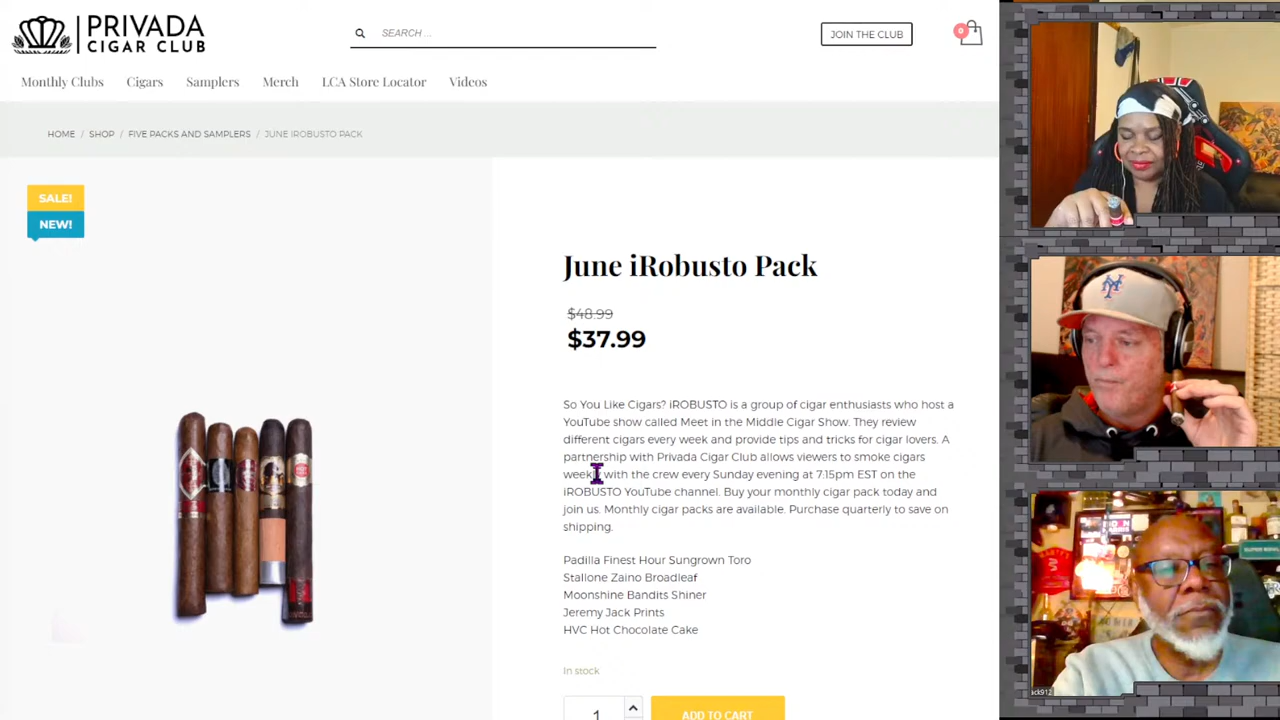 PRIVADA
CIGAR CLUB
SEARCH ...
JOIN THE CLUB
0
Monthly Clubs Cigars Samplers Merch LCA Store Locator Videos
HOME / SHOP / FIVE PACKS AND SAMPLERS / JUNE IROBUSTO PACK
SALE!
NEW!
June iRobusto Pack
$48.99
$37.99
So You Like Cigars? iROBUSTO is a group of cigar enthusiasts who host a
YouTube show called Meet in the Middle Cigar Show. They review
different cigars every week and provide tips and tricks for cigar lovers. A
partnership with Privada Cigar Club allows viewers to smoke cigars
weekly with the crew every Sunday evening at 7:15pm EST on the
iROBUSTO YouTube channel. Buy your monthly cigar pack today and
join us. Monthly cigar packs are available. Purchase quarterly to save on
shipping.
Padilla Finest Hour Sungrown Toro
Stallone Zaino Broadleaf
Moonshine Bandits Shiner
Jeremy Jack Prints
HVC Hot Chocolate Cake
In stock
1
ADD TO CART
ack912